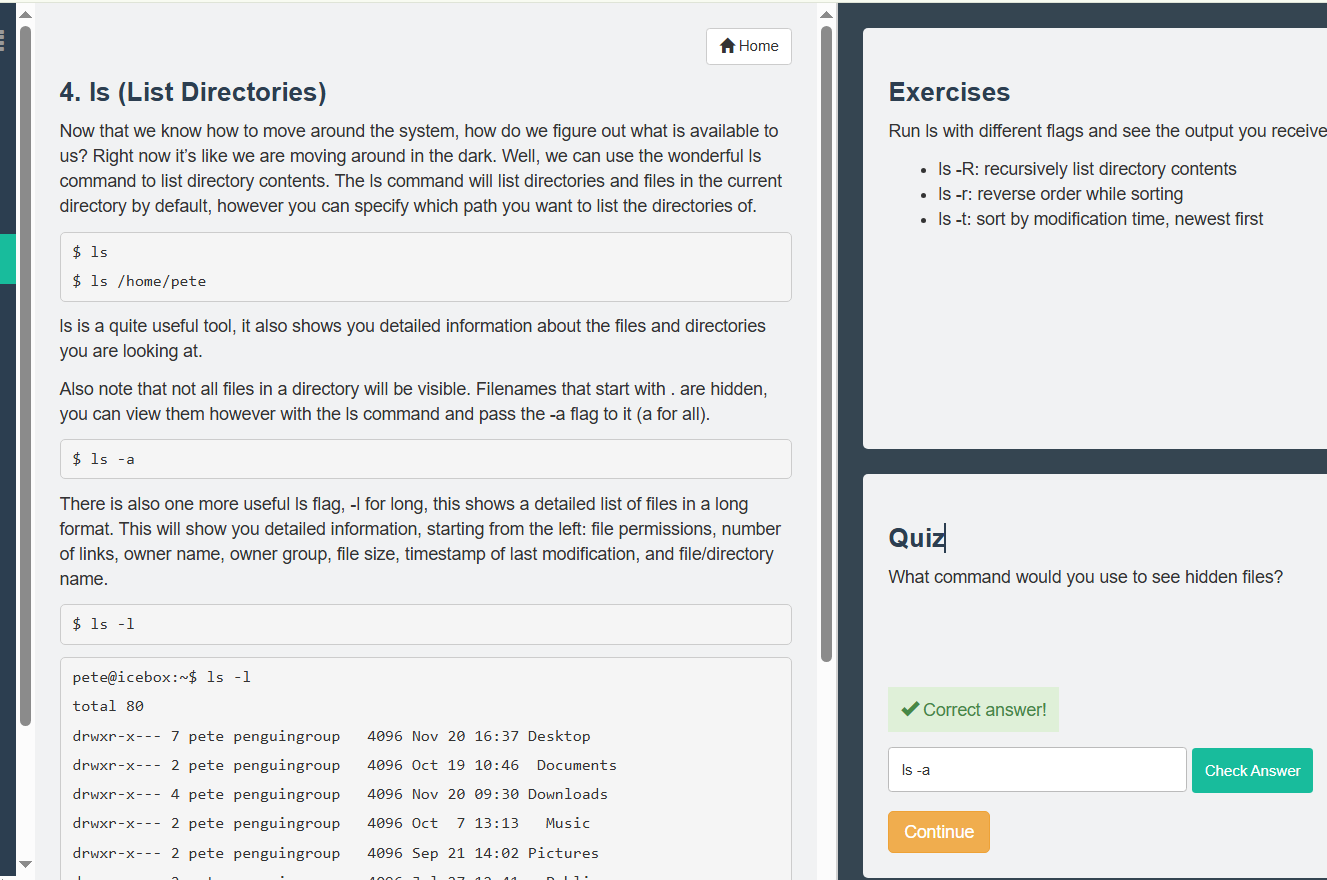 Home
4. ls (List Directories)
Now that we know how to move around the system, how do we figure out what is available to
us? Right now it’s like we are moving around in the dark. Well, we can use the wonderful ls
command to list directory contents. The ls command will list directories and files in the current
directory by default, however you can specify which path you want to list the directories of.
$ ls
$ ls /home/pete
ls is a quite useful tool, it also shows you detailed information about the files and directories
you are looking at.
Also note that not all files in a directory will be visible. Filenames that start with . are hidden,
you can view them however with the ls command and pass the -a flag to it (a for all).
$ ls -a
There is also one more useful ls flag, -l for long, this shows a detailed list of files in a long
format. This will show you detailed information, starting from the left: file permissions, number
of links, owner name, owner group, file size, timestamp of last modification, and file/directory
name.
$ ls -l
pete@icebox:~$ ls -l
total 80
drwxr-x--- 7 pete penguingroup   4096 Nov 20 16:37 Desktop
drwxr-x--- 2 pete penguingroup   4096 Oct 19 10:46  Documents
drwxr-x--- 4 pete penguingroup   4096 Nov 20 09:30 Downloads
drwxr-x--- 2 pete penguingroup   4096 Oct  7 13:13   Music
drwxr-x--- 2 pete penguingroup   4096 Sep 21 14:02 Pictures
Exercises
Run ls with different flags and see the output you receive
• ls -R: recursively list directory contents
• ls -r: reverse order while sorting
• ls -t: sort by modification time, newest first
Quiz
What command would you use to see hidden files?
Correct answer!
ls -a
Check Answer
Continue